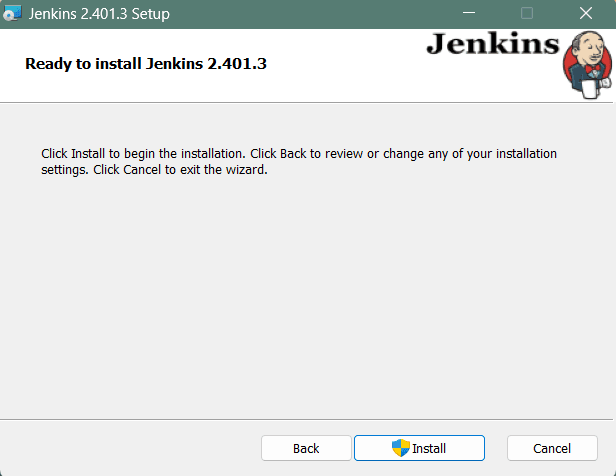 Jenkins 2.401.3 Setup
Jenkins
Ready to install Jenkins 2.401.3
Click Install to begin the installation. Click Back to review or change any of your installation
settings. Click Cancel to exit the wizard.
Back
Install
Cancel